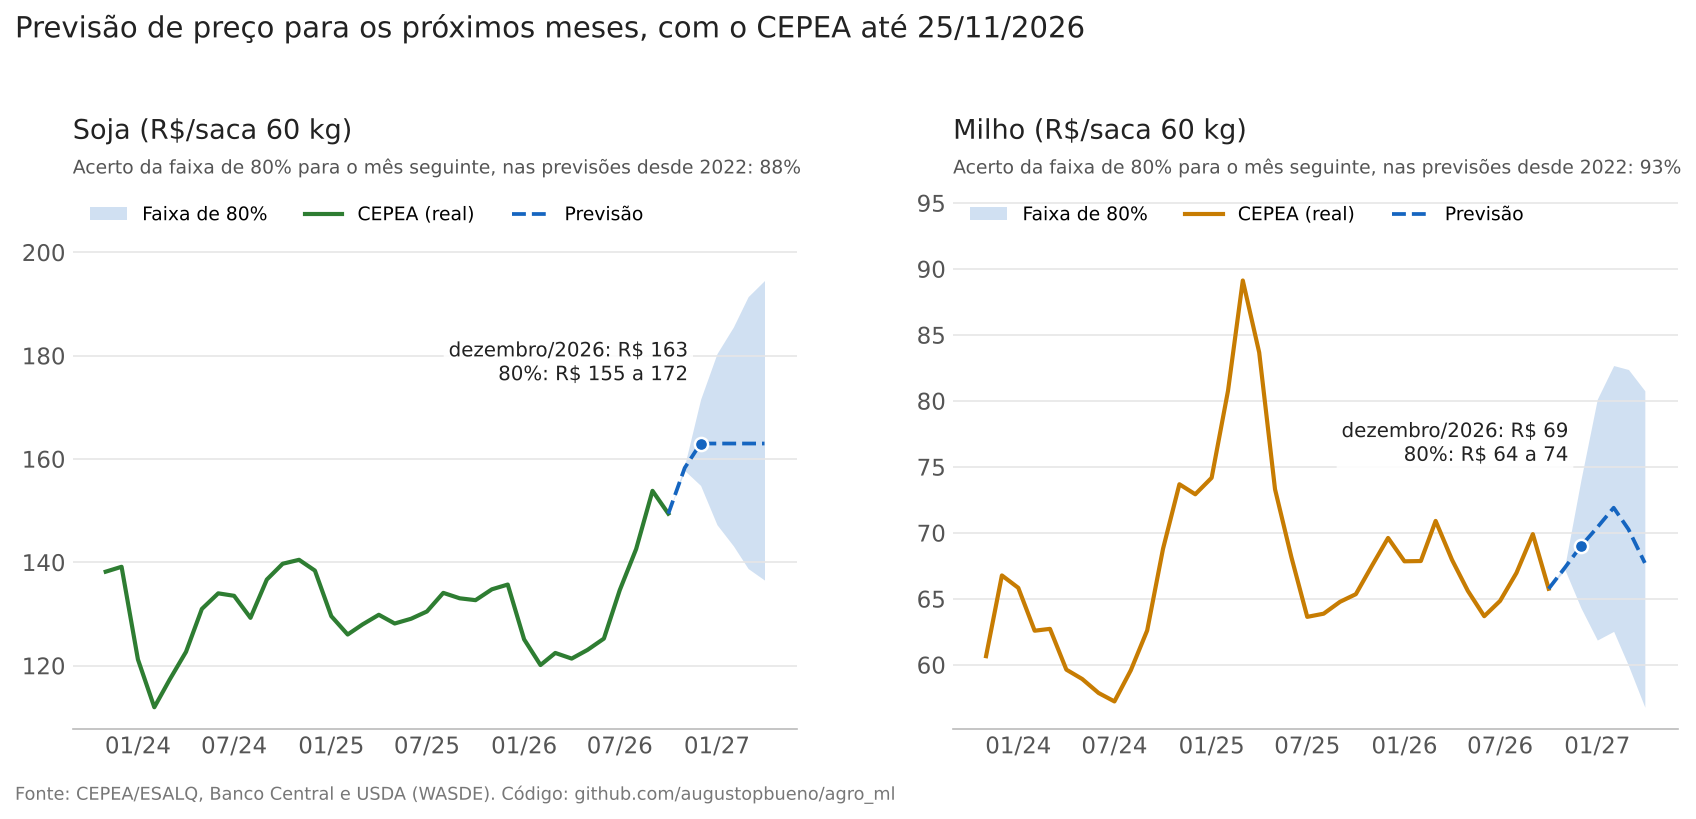 Previsão de preço para os próximos meses, com o CEPEA até 25/11/2026
Soja (R$/saca 60 kg)
Acerto da faixa de 80% para o mês seguinte, nas previsões desde 2022: 88%
Faixa de 80% CEPEA (real) Previsão
200
180
160
140
120
dezembro/2026: R$ 163
80%: R$ 155 a 172
01/24 07/24 01/25 07/25 01/26 07/26 01/27
Milho (R$/saca 60 kg)
Acerto da faixa de 80% para o mês seguinte, nas previsões desde 2022: 93%
Faixa de 80% CEPEA (real) Previsão
95
90
85
80
75
70
65
60
dezembro/2026: R$ 69
80%: R$ 64 a 74
01/24 07/24 01/25 07/25 01/26 07/26 01/27
Fonte: CEPEA/ESALQ, Banco Central e USDA (WASDE). Código: github.com/augustopbueno/agro_ml